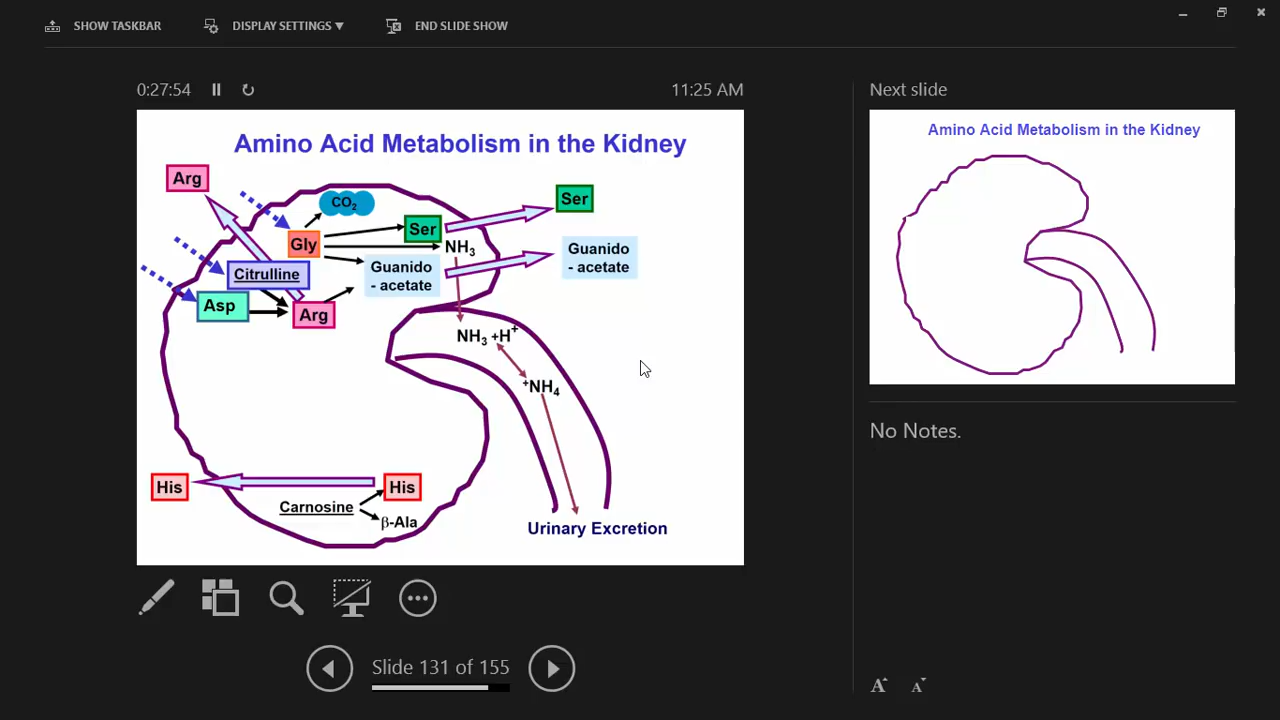 SHOW TASKBAR
DISPLAY SETTINGS ▼
END SLIDE SHOW
0:27:54
11:25 AM
Next slide
Amino Acid Metabolism in the Kidney
Arg
CO₂
Ser
Gly
Ser
NH₃
Guanido
- acetate
Guanido
- acetate
Citrulline
Asp
Arg
NH₃ +H⁺
⁺NH₄
His
His
Carnosine
β-Ala
Urinary Excretion
Amino Acid Metabolism in the Kidney
No Notes.
Slide 131 of 155
A A